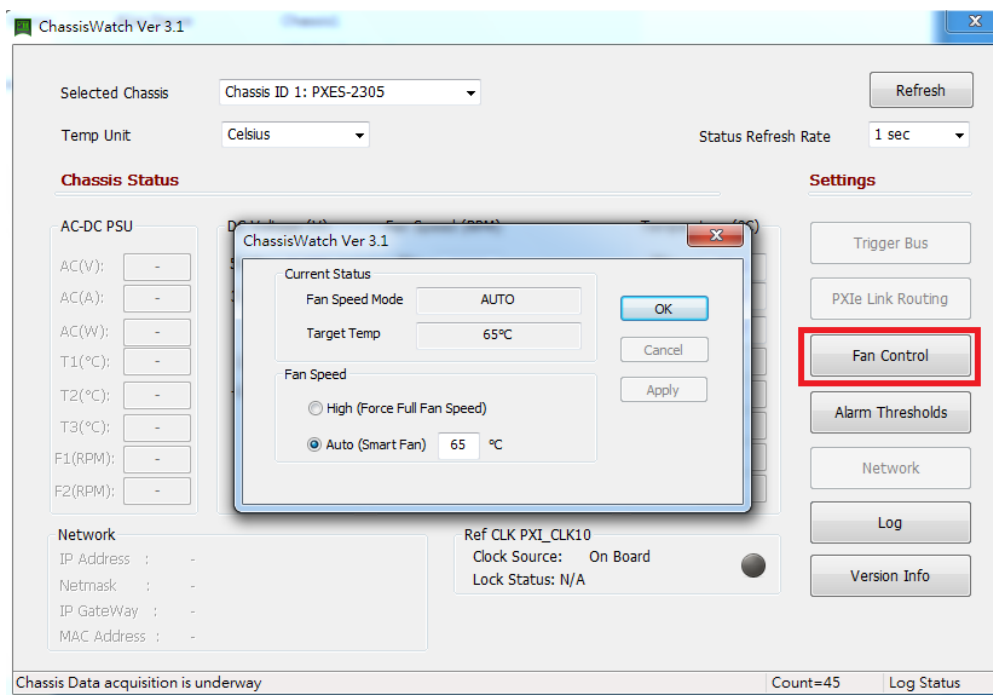 ChassisWatch Ver 3.1
Selected Chassis Chassis ID 1: PXES-2305 Refresh
Temp Unit Celsius Status Refresh Rate 1 sec
Chassis Status Settings
AC-DC PSU
Trigger Bus
ChassisWatch Ver 3.1
AC(V): -
Current Status
AC(A): - Fan Speed Mode AUTO OK PXIe Link Routing
AC(W): - Target Temp 65°C
T1(°C): - Cancel Fan Control
Fan Speed
T2(°C): - High (Force Full Fan Speed) Apply
Alarm Thresholds
T3(°C): - Auto (Smart Fan) 65 °C
F1(RPM): - Network
F2(RPM): -
Log
Network Ref CLK PXI_CLK10
IP Address : - Clock Source: On Board
Netmask : - Lock Status: N/A Version Info
IP GateWay : -
MAC Address : -
Chassis Data acquisition is underway Count=45 Log Status